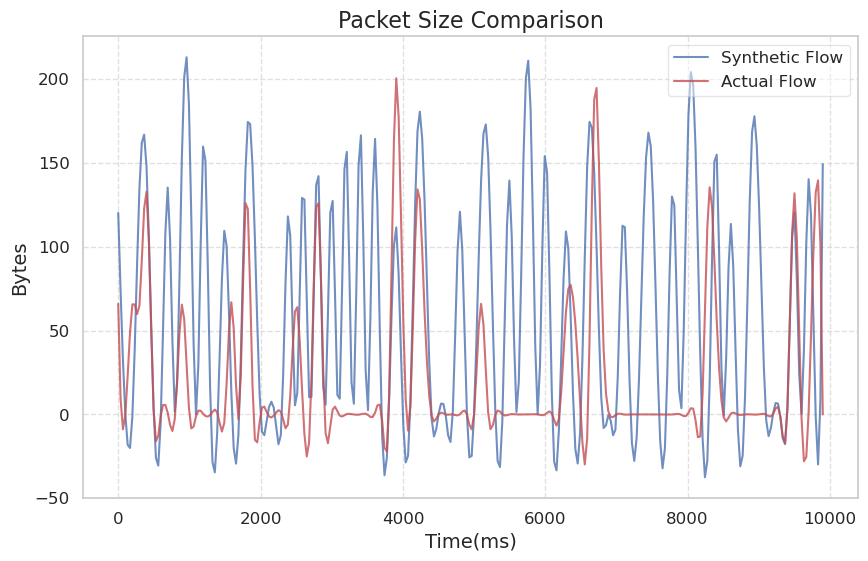 Packet Size Comparison
Synthetic Flow
Actual Flow
200
150
100
50
0
−50
Bytes
0 2000 4000 6000 8000 10000
Time(ms)